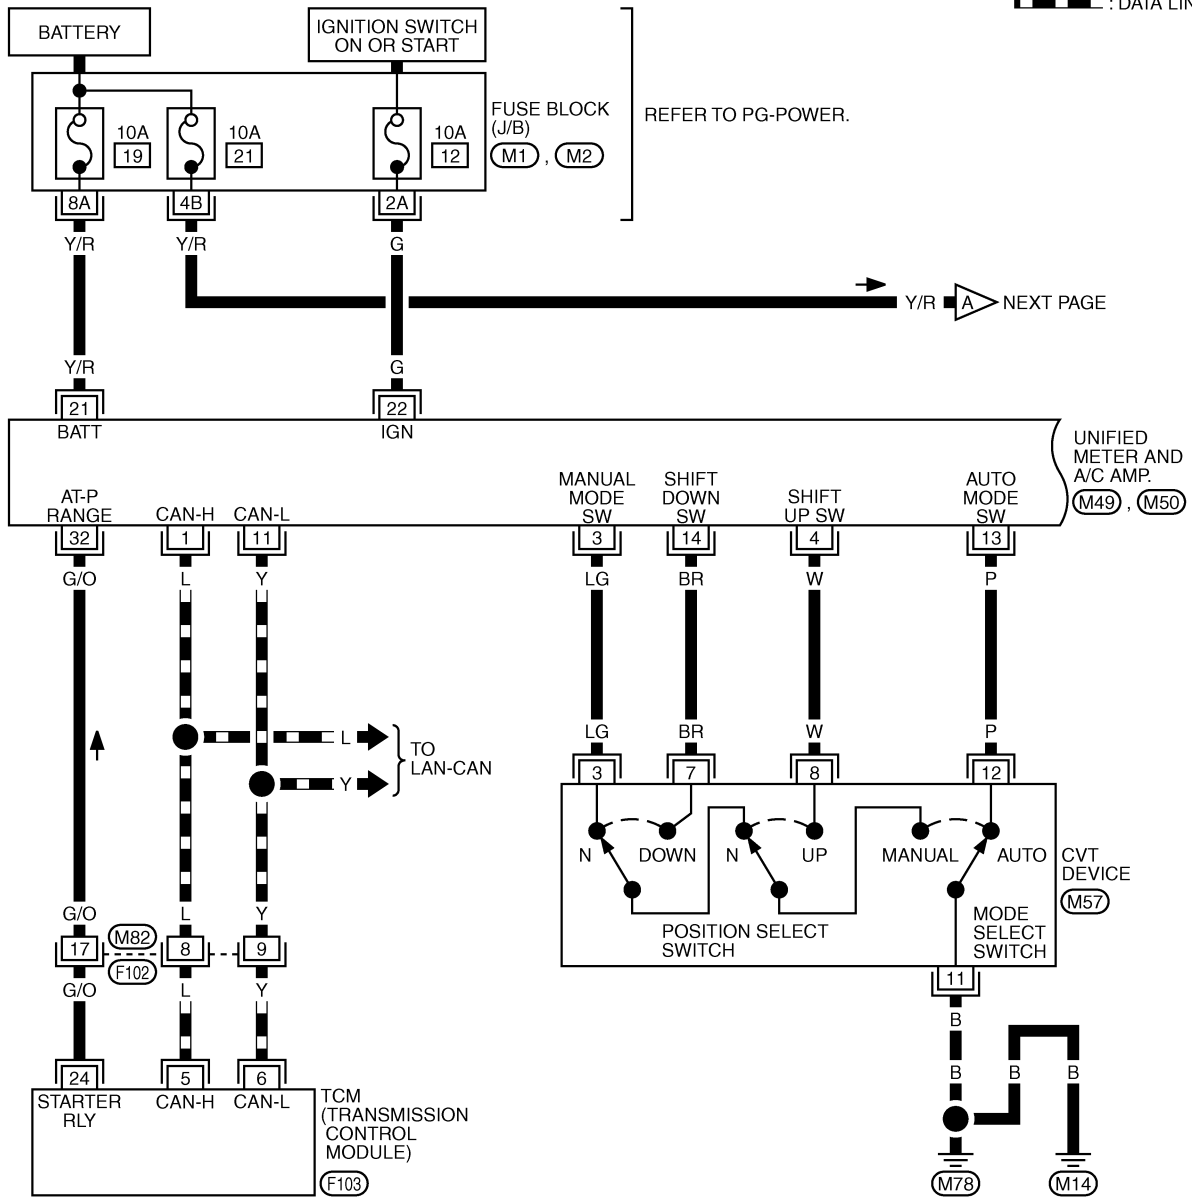 : DATA LIN
BATTERY
IGNITION SWITCH
ON OR START
FUSE BLOCK
(J/B)
M1 , M2
REFER TO PG-POWER.
10A
19
10A
21
10A
12
8A
4B
2A
Y/R
Y/R
G
Y/R
A
NEXT PAGE
Y/R
G
21
22
BATT
IGN
UNIFIED
METER AND
A/C AMP.
M49 , M50
AT-P
RANGE
CAN-H
CAN-L
MANUAL
MODE
SW
SHIFT
DOWN
SW
SHIFT
UP SW
AUTO
MODE
SW
32
1
11
3
14
4
13
G/O
L
Y
LG
BR
W
P
L
Y
TO
LAN-CAN
LG
BR
W
P
3
7
8
12
N
DOWN
N
UP
MANUAL
AUTO
CVT
DEVICE
M57
POSITION SELECT
SWITCH
MODE
SELECT
SWITCH
G/O
L
Y
17
M82
F102
8
9
G/O
L
Y
11
B
B
B
B
24
5
6
STARTER
RLY
CAN-H
CAN-L
TCM
(TRANSMISSION
CONTROL
MODULE)
F103
M78
M14